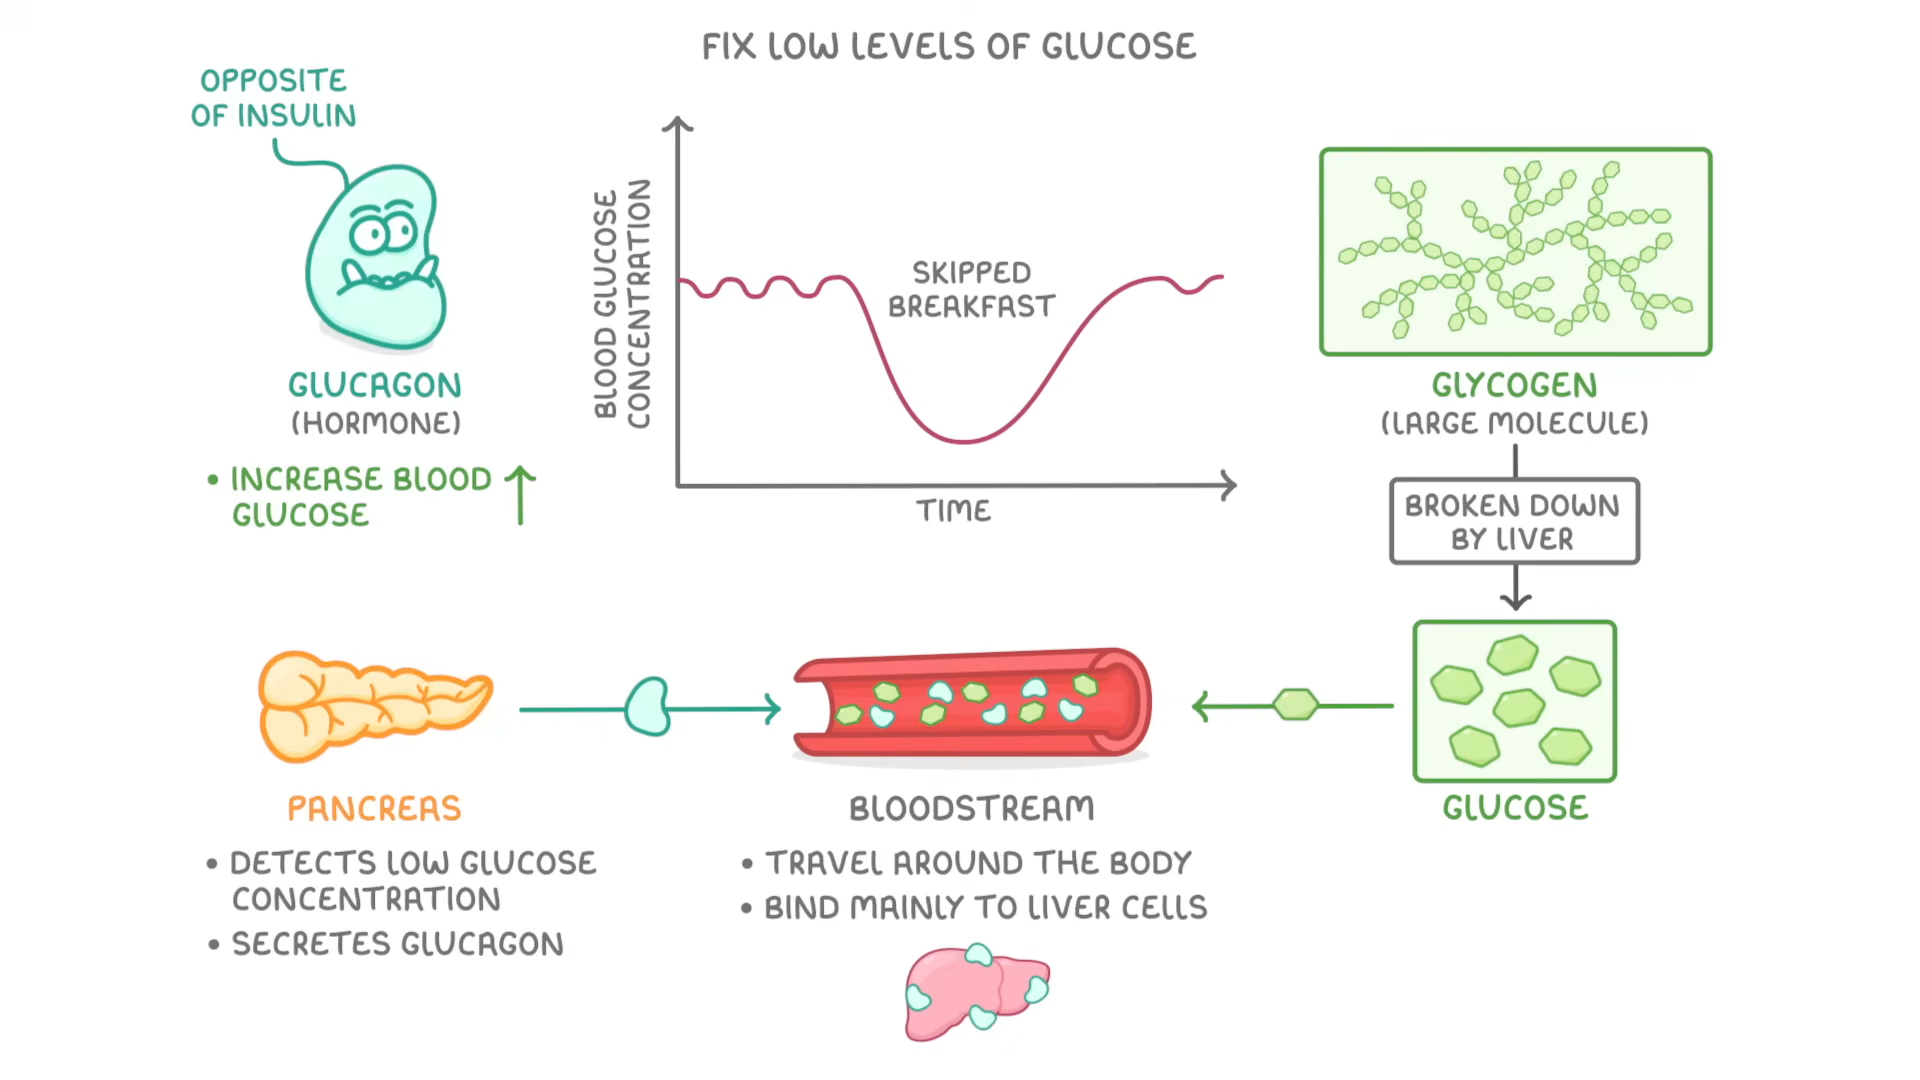 FIX LOW LEVELS OF GLUCOSE
OPPOSITE
OF INSULIN
GLUCAGON
(HORMONE)
• INCREASE BLOOD
GLUCOSE
BLOOD GLUCOSE
CONCENTRATION
SKIPPED
BREAKFAST
TIME
GLYCOGEN
(LARGE MOLECULE)
BROKEN DOWN
BY LIVER
GLUCOSE
PANCREAS
• DETECTS LOW GLUCOSE
CONCENTRATION
• SECRETES GLUCAGON
BLOODSTREAM
• TRAVEL AROUND THE BODY
• BIND MAINLY TO LIVER CELLS